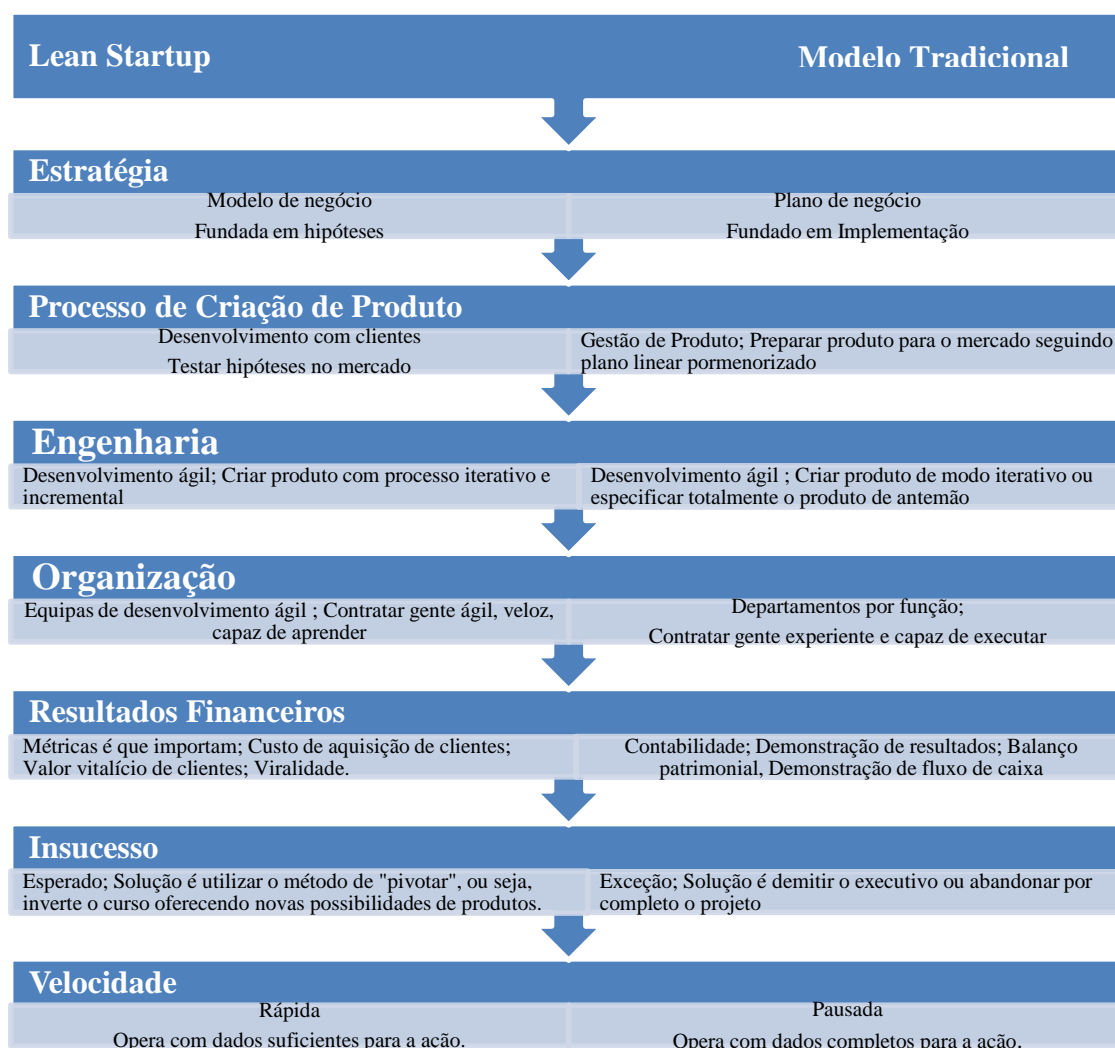 Lean Startup
Modelo Tradicional
Estratégia
Modelo de negócio
Fundada em hipóteses
Plano de negócio
Fundado em Implementação
Processo de Criação de Produto
Desenvolvimento com clientes
Testar hipóteses no mercado
Gestão de Produto; Preparar produto para o mercado seguindo
plano linear pormenorizado
Engenharia
Desenvolvimento ágil; Criar produto com processo iterativo e
incremental
Desenvolvimento ágil ; Criar produto de modo iterativo ou
especificar totalmente o produto de antemão
Organização
Equipas de desenvolvimento ágil ; Contratar gente ágil, veloz,
capaz de aprender
Departamentos por função;
Contratar gente experiente e capaz de executar
Resultados Financeiros
Métricas é que importam; Custo de aquisição de clientes;
Valor vitalício de clientes; Viralidade.
Contabilidade; Demonstração de resultados; Balanço
patrimonial, Demonstração de fluxo de caixa
Insucesso
Esperado; Solução é utilizar o método de "pivotar", ou seja,
inverte o curso oferecendo novas possibilidades de produtos.
Exceção; Solução é demitir o executivo ou abandonar por
completo o projeto
Velocidade
Rápida
Opera com dados suficientes para a ação.
Pausada
Opera com dados completos para a ação.